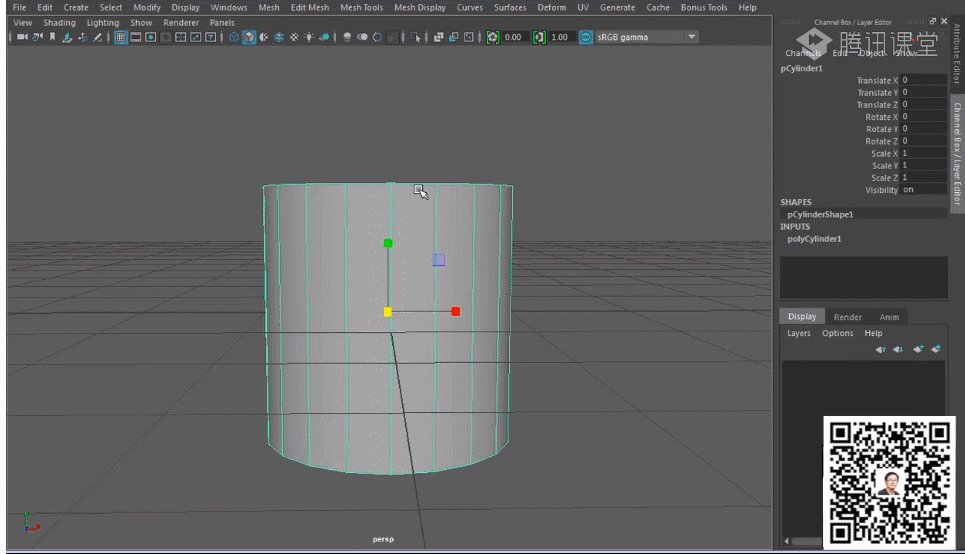 File Edit Create Select Modify Display Windows Mesh Edit Mesh Mesh Tools Mesh Display Curves Surfaces Deform UV Generate Cache Bonus Tools Help
View Shading Lighting Show Renderer Panels
0.00 1.00 sRGB gamma
Channel Box / Layer Editor
腾讯课堂
Channels Edit Object Show
pCylinder1
Translate X 0
Translate Y 0
Translate Z 0
Rotate X 0
Rotate Y 0
Rotate Z 0
Scale X 1
Scale Y 1
Scale Z 1
Visibility on
SHAPES
pCylinderShape1
INPUTS
polyCylinder1
Display Render Anim
Layers Options Help
Attribute Editor
Channel Box / Layer Editor
persp